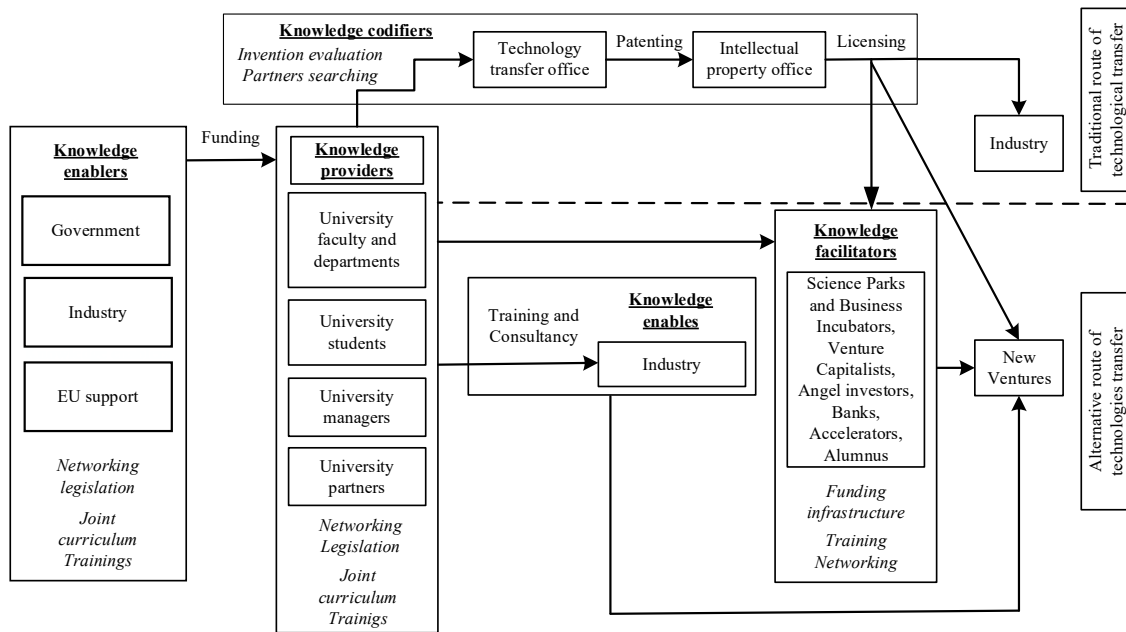 Knowledge codifiers
Invention evaluation
Partners searching
Technology
transfer office
Patenting
Intellectual
property office
Licensing
Industry
Traditional route of
technological transfer
Knowledge
enablers
Government
Industry
EU support
Networking
legislation
Joint
curriculum
Trainings
Funding
Knowledge
providers
University
faculty and
departments
University
students
University
managers
University
partners
Networking
Legislation
Joint
curriculum
Trainigs
Training and
Consultancy
Knowledge
enables
Industry
Knowledge
facilitators
Science Parks
and Business
Incubators,
Venture
Capitalists,
Angel investors,
Banks,
Accelerators,
Alumnus
Funding
infrastructure
Training
Networking
New
Ventures
Alternative route of
technologies transfer